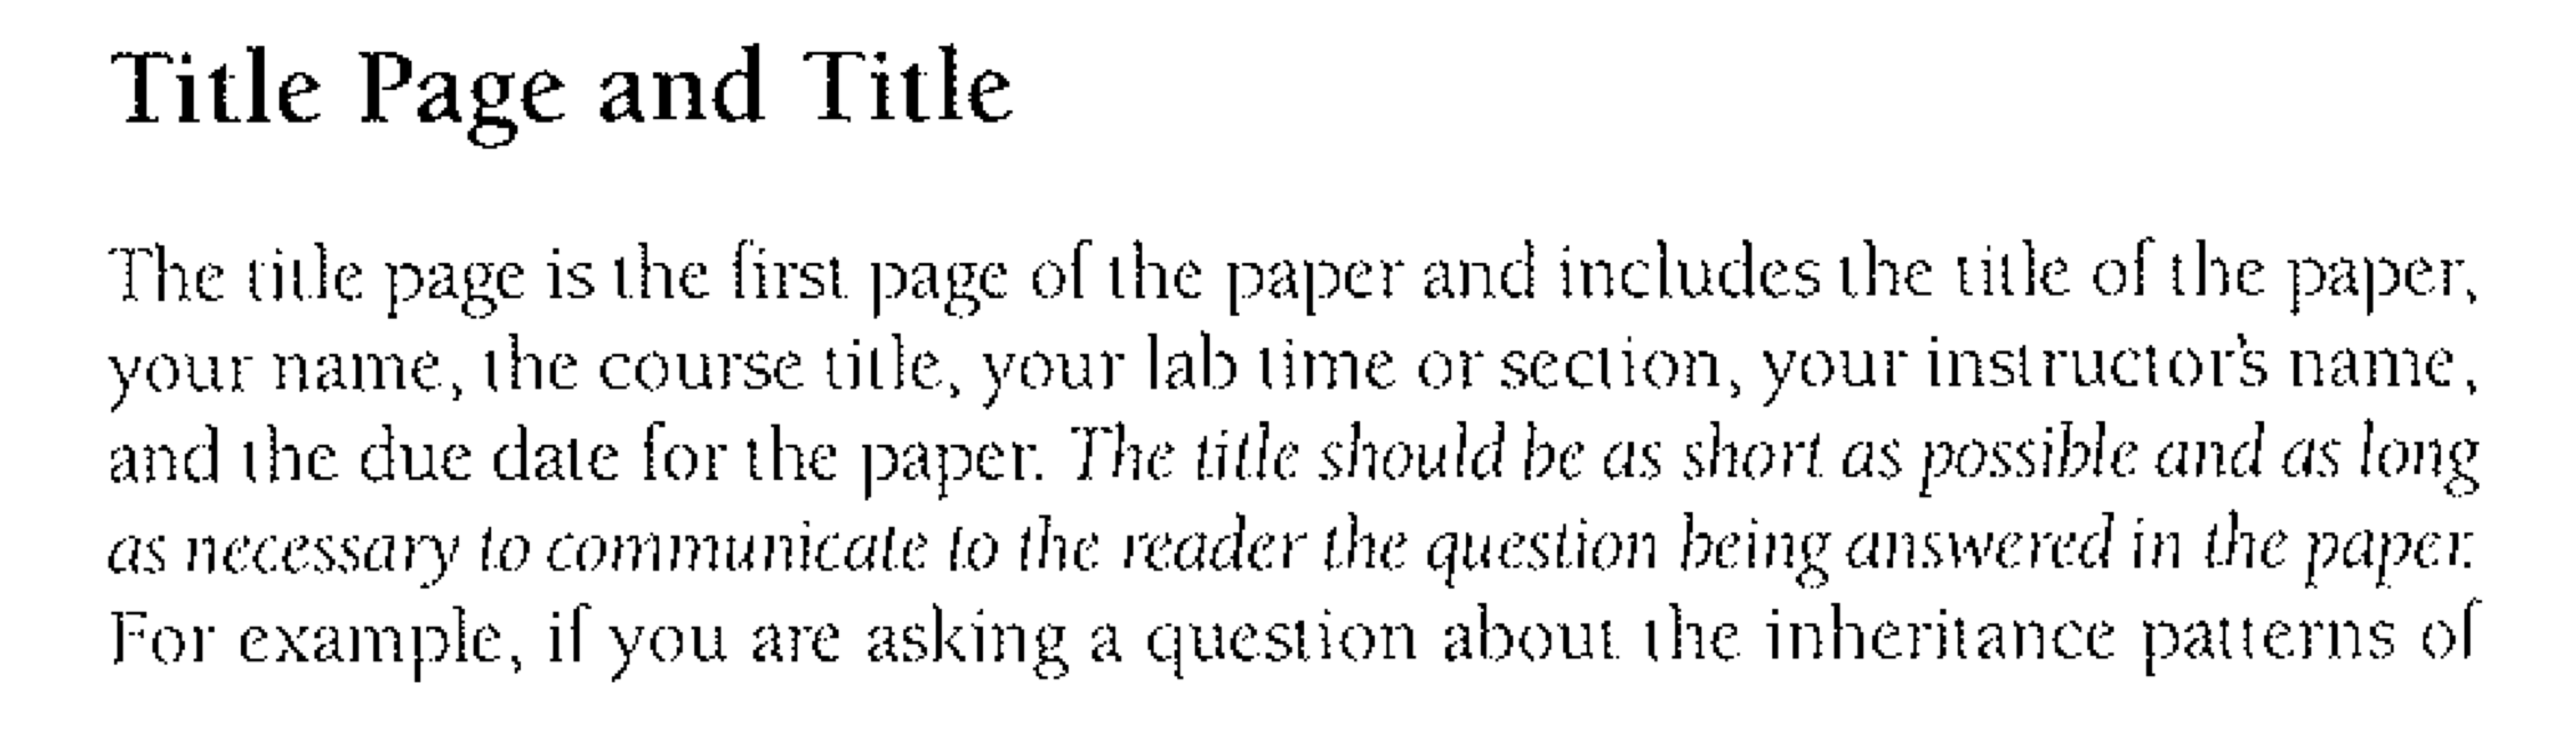 Title Page and Title
The title page is the first page of the paper and includes the title of the paper,
your name, the course title, your lab time or section, your instructor's name,
and the due date for the paper. The title should be as short as possible and as long
as necessary to communicate to the reader the question being answered in the paper.
For example, if you are asking a question about the inheritance patterns of